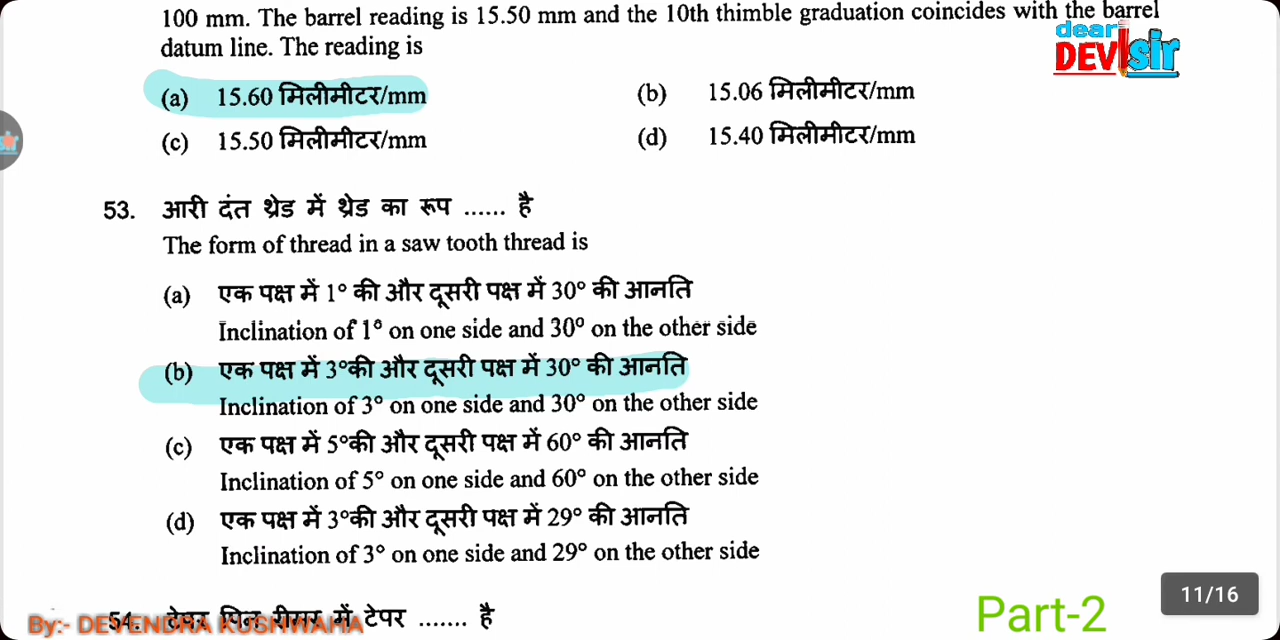 100 mm. The barrel reading is 15.50 mm and the 10th thimble graduation coincides with the barrel
datum line. The reading is
dear
DEV sir
(a) 15.60 मिलीमीटर/mm (b) 15.06 मिलीमीटर/mm
(c) 15.50 मिलीमीटर/mm (d) 15.40 मिलीमीटर/mm
53. आरी दंत थ्रेड में थ्रेड का रूप ...... है
The form of thread in a saw tooth thread is
(a) एक पक्ष में 1° की और दूसरी पक्ष में 30° की आनति
Inclination of 1° on one side and 30° on the other side
(b) एक पक्ष में 3°की और दूसरी पक्ष में 30° की आनति
Inclination of 3° on one side and 30° on the other side
(c) एक पक्ष में 5°की और दूसरी पक्ष में 60° की आनति
Inclination of 5° on one side and 60° on the other side
(d) एक पक्ष में 3°की और दूसरी पक्ष में 29° की आनति
Inclination of 3° on one side and 29° on the other side
54. टेपर पिन रीमर में टेपर ....... है
By:- DEVENDRA KUSHWAHA
Part-2
11/16